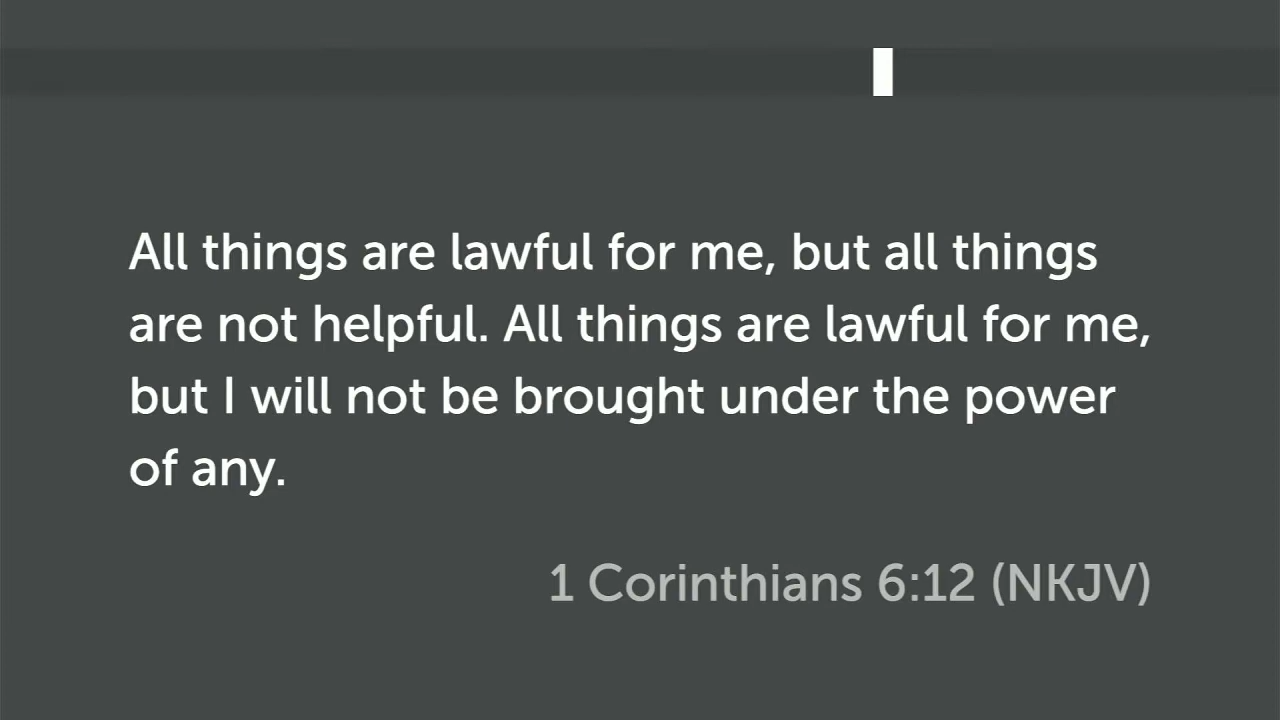 All things are lawful for me, but all things
are not helpful. All things are lawful for me,
but I will not be brought under the power
of any.
1 Corinthians 6:12 (NKJV)